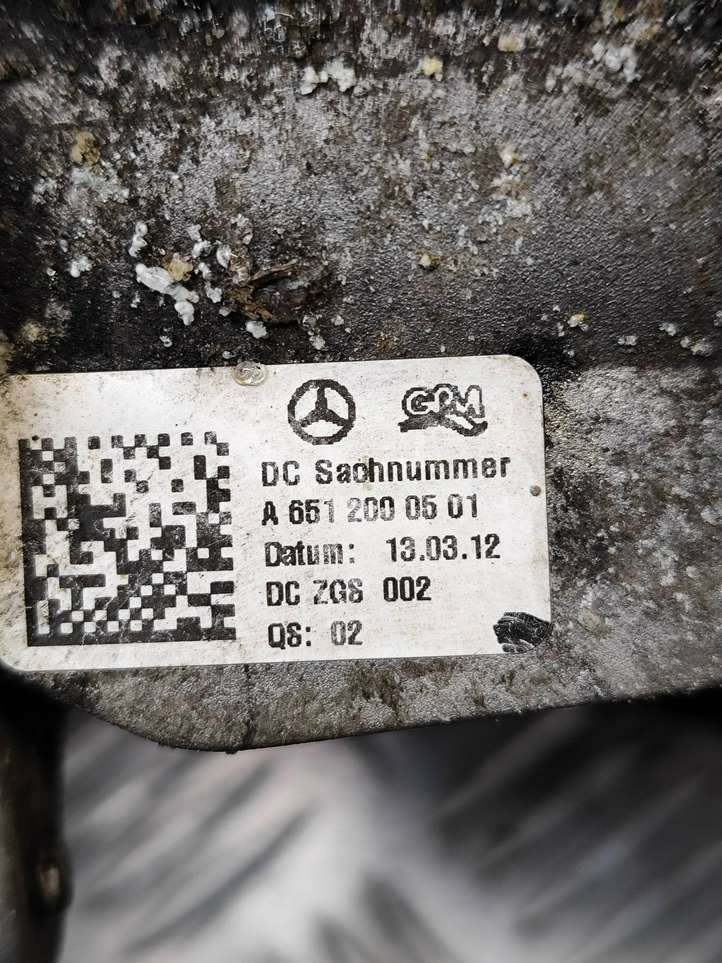 GPM
DC Sachnummer
A 651 200 05 01
Datum: 13.03.12
DC ZGS 002
QS: 02